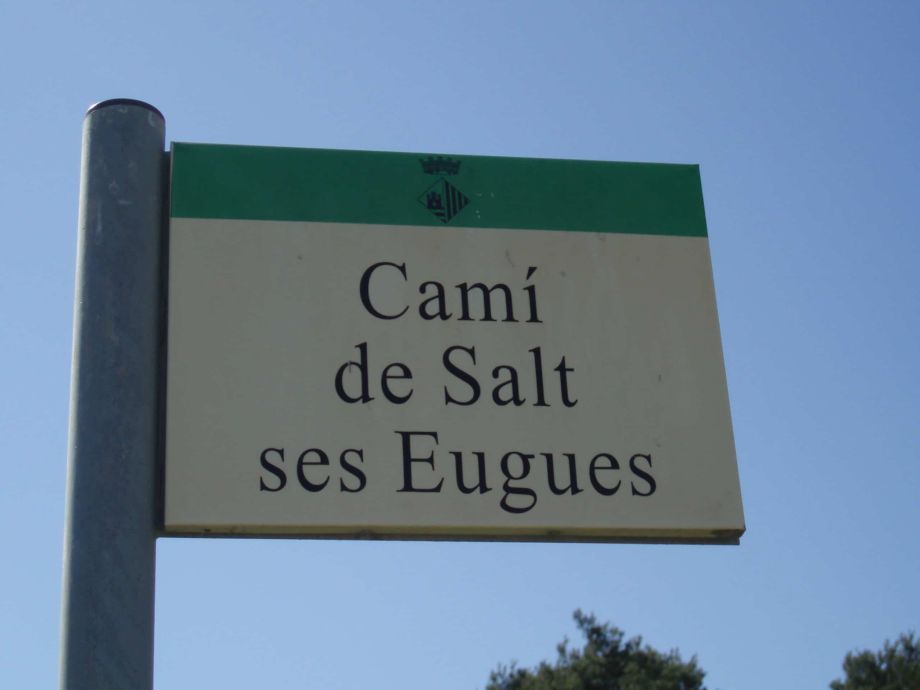 Camí
de Salt
ses Eugues